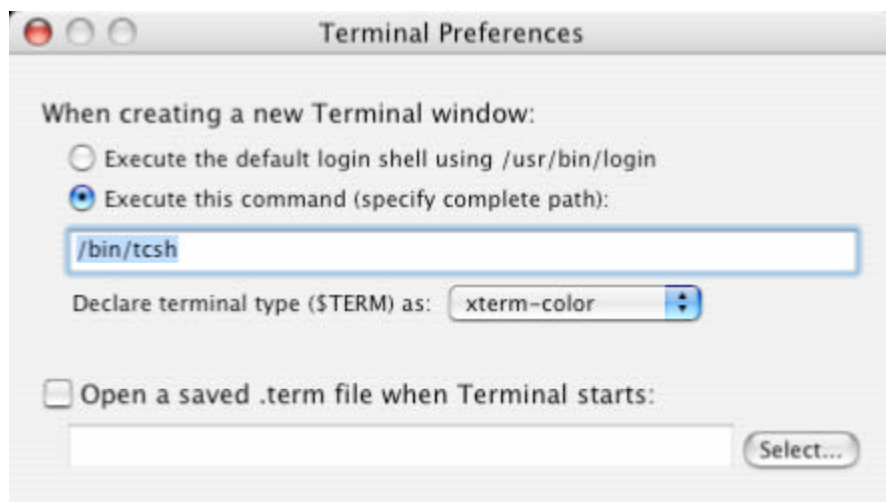 Terminal Preferences
When creating a new Terminal window:
Execute the default login shell using /usr/bin/login
Execute this command (specify complete path):
/bin/tcsh
Declare terminal type ($TERM) as: xterm-color
Open a saved .term file when Terminal starts:
Select...